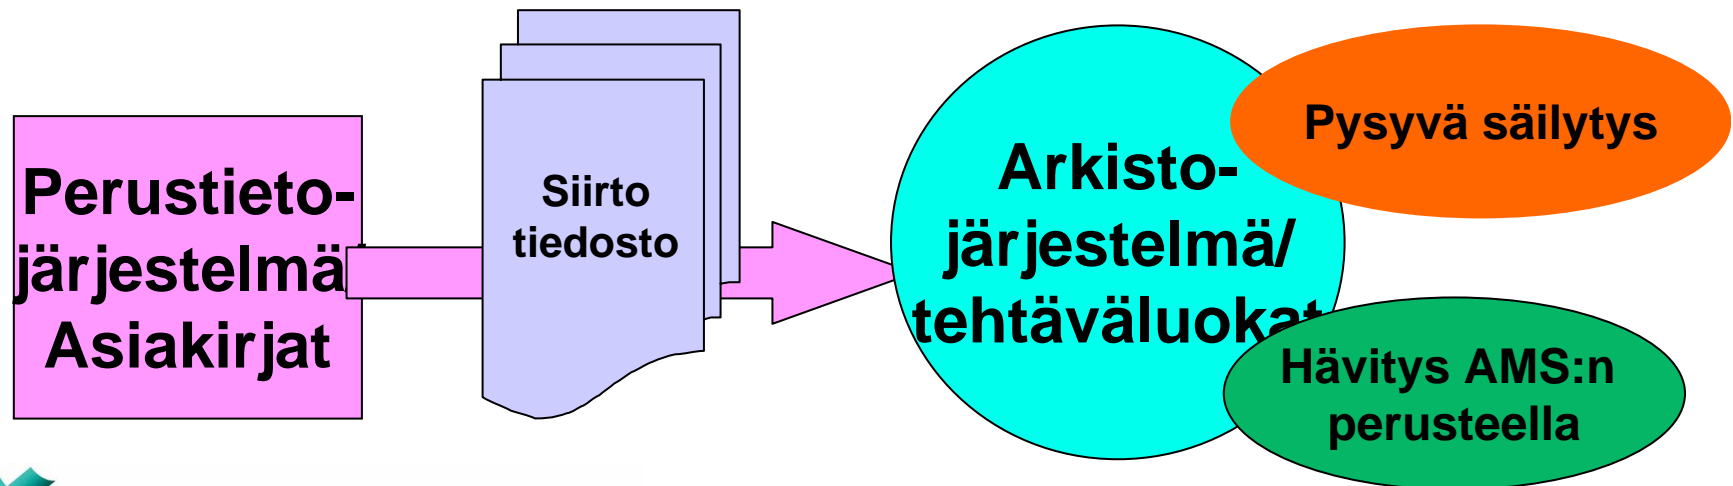 Perustieto-
järjestelmä/
Asiakirjat
Siirto
tiedosto
Arkisto-
järjestelmä/
tehtäväluokat
Pysyvä säilytys
Hävitys AMS:n
perusteella